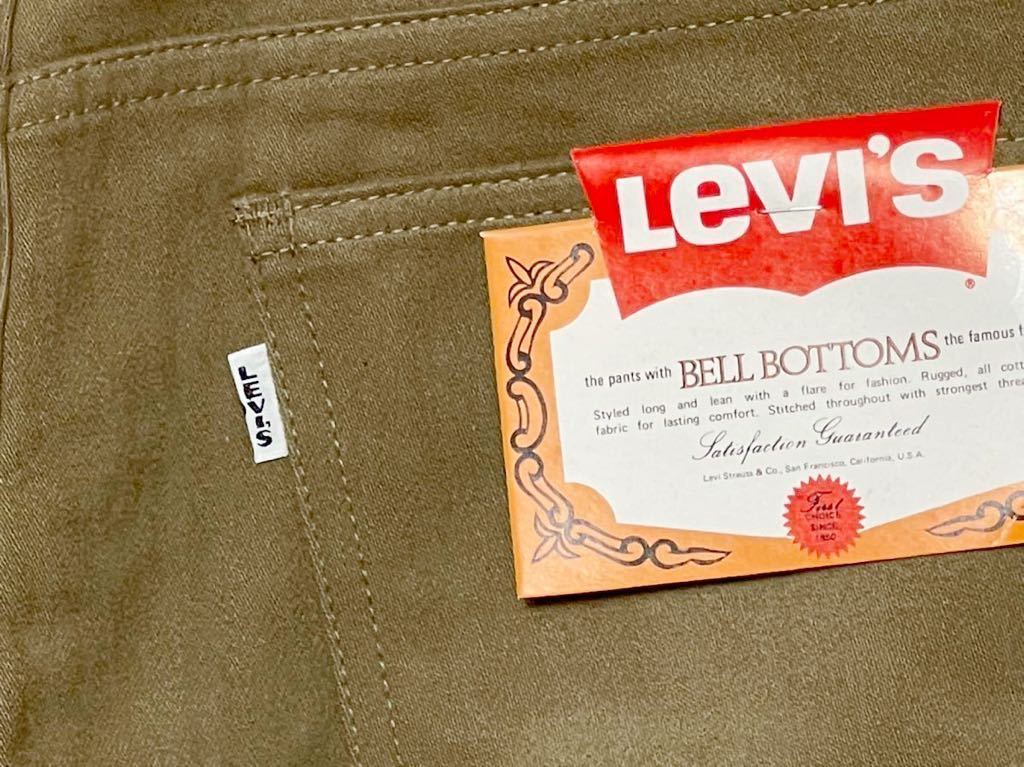 Levi's
®
the pants with BELL BOTTOMS the famous
Styled long and lean with a flare for fashion. Rugged, all
fabric for lasting comfort. Stitched throughout with strongest
Satisfaction Guaranteed
Levi Strauss & Co., San Francisco, California, U.S.A.
First
CHOICE
SINCE
1850
LEVI'S